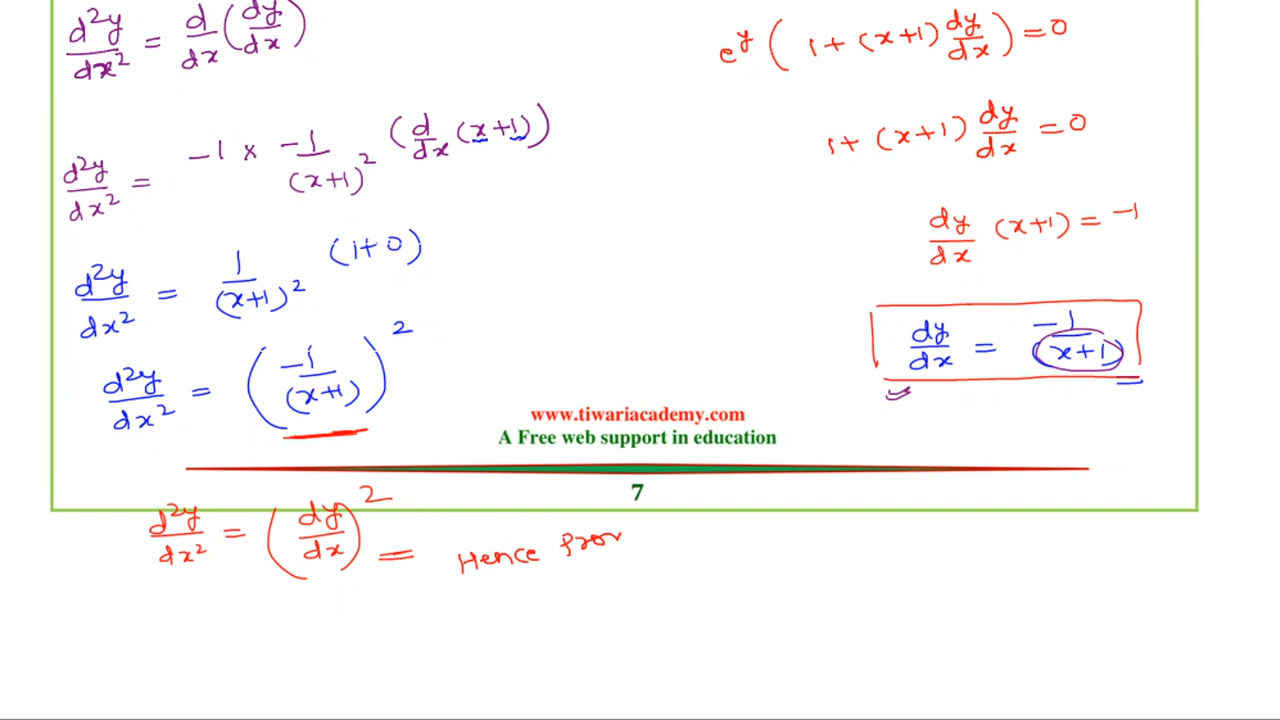 d²y/dx² = d/dx (dy/dx)
d²y/dx² = -1 × -1/(x+1)² (d/dx (x+1))
d²y/dx² = 1/(x+1)² (1+0)
d²y/dx² = (-1/(x+1))²
e^y (1+(x+1) dy/dx) = 0
1+(x+1) dy/dx = 0
dy/dx (x+1) = -1
dy/dx = -1/(x+1)
www.tiwariacademy.com
A Free web support in education
7
d²y/dx² = (dy/dx)² = Hence prov